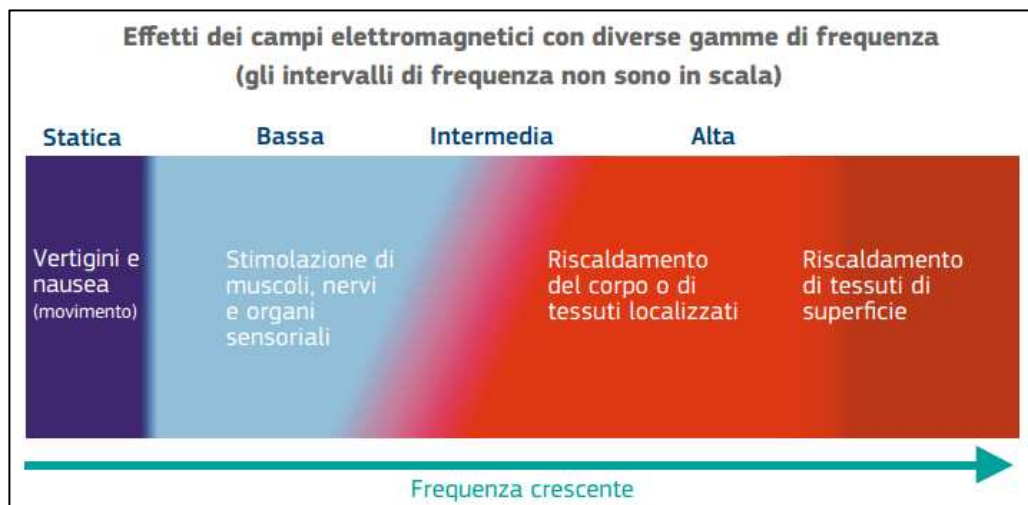 Effetti dei campi elettromagnetici con diverse gamme di frequenza
(gli intervalli di frequenza non sono in scala)
Statica
Bassa
Intermedia
Alta
Vertigini e
nausea
(movimento)
Stimolazione di
muscoli, nervi
e organi
sensoriali
Riscaldamento
del corpo o di
tessuti localizzati
Riscaldamento
di tessuti di
superficie
Frequenza crescente